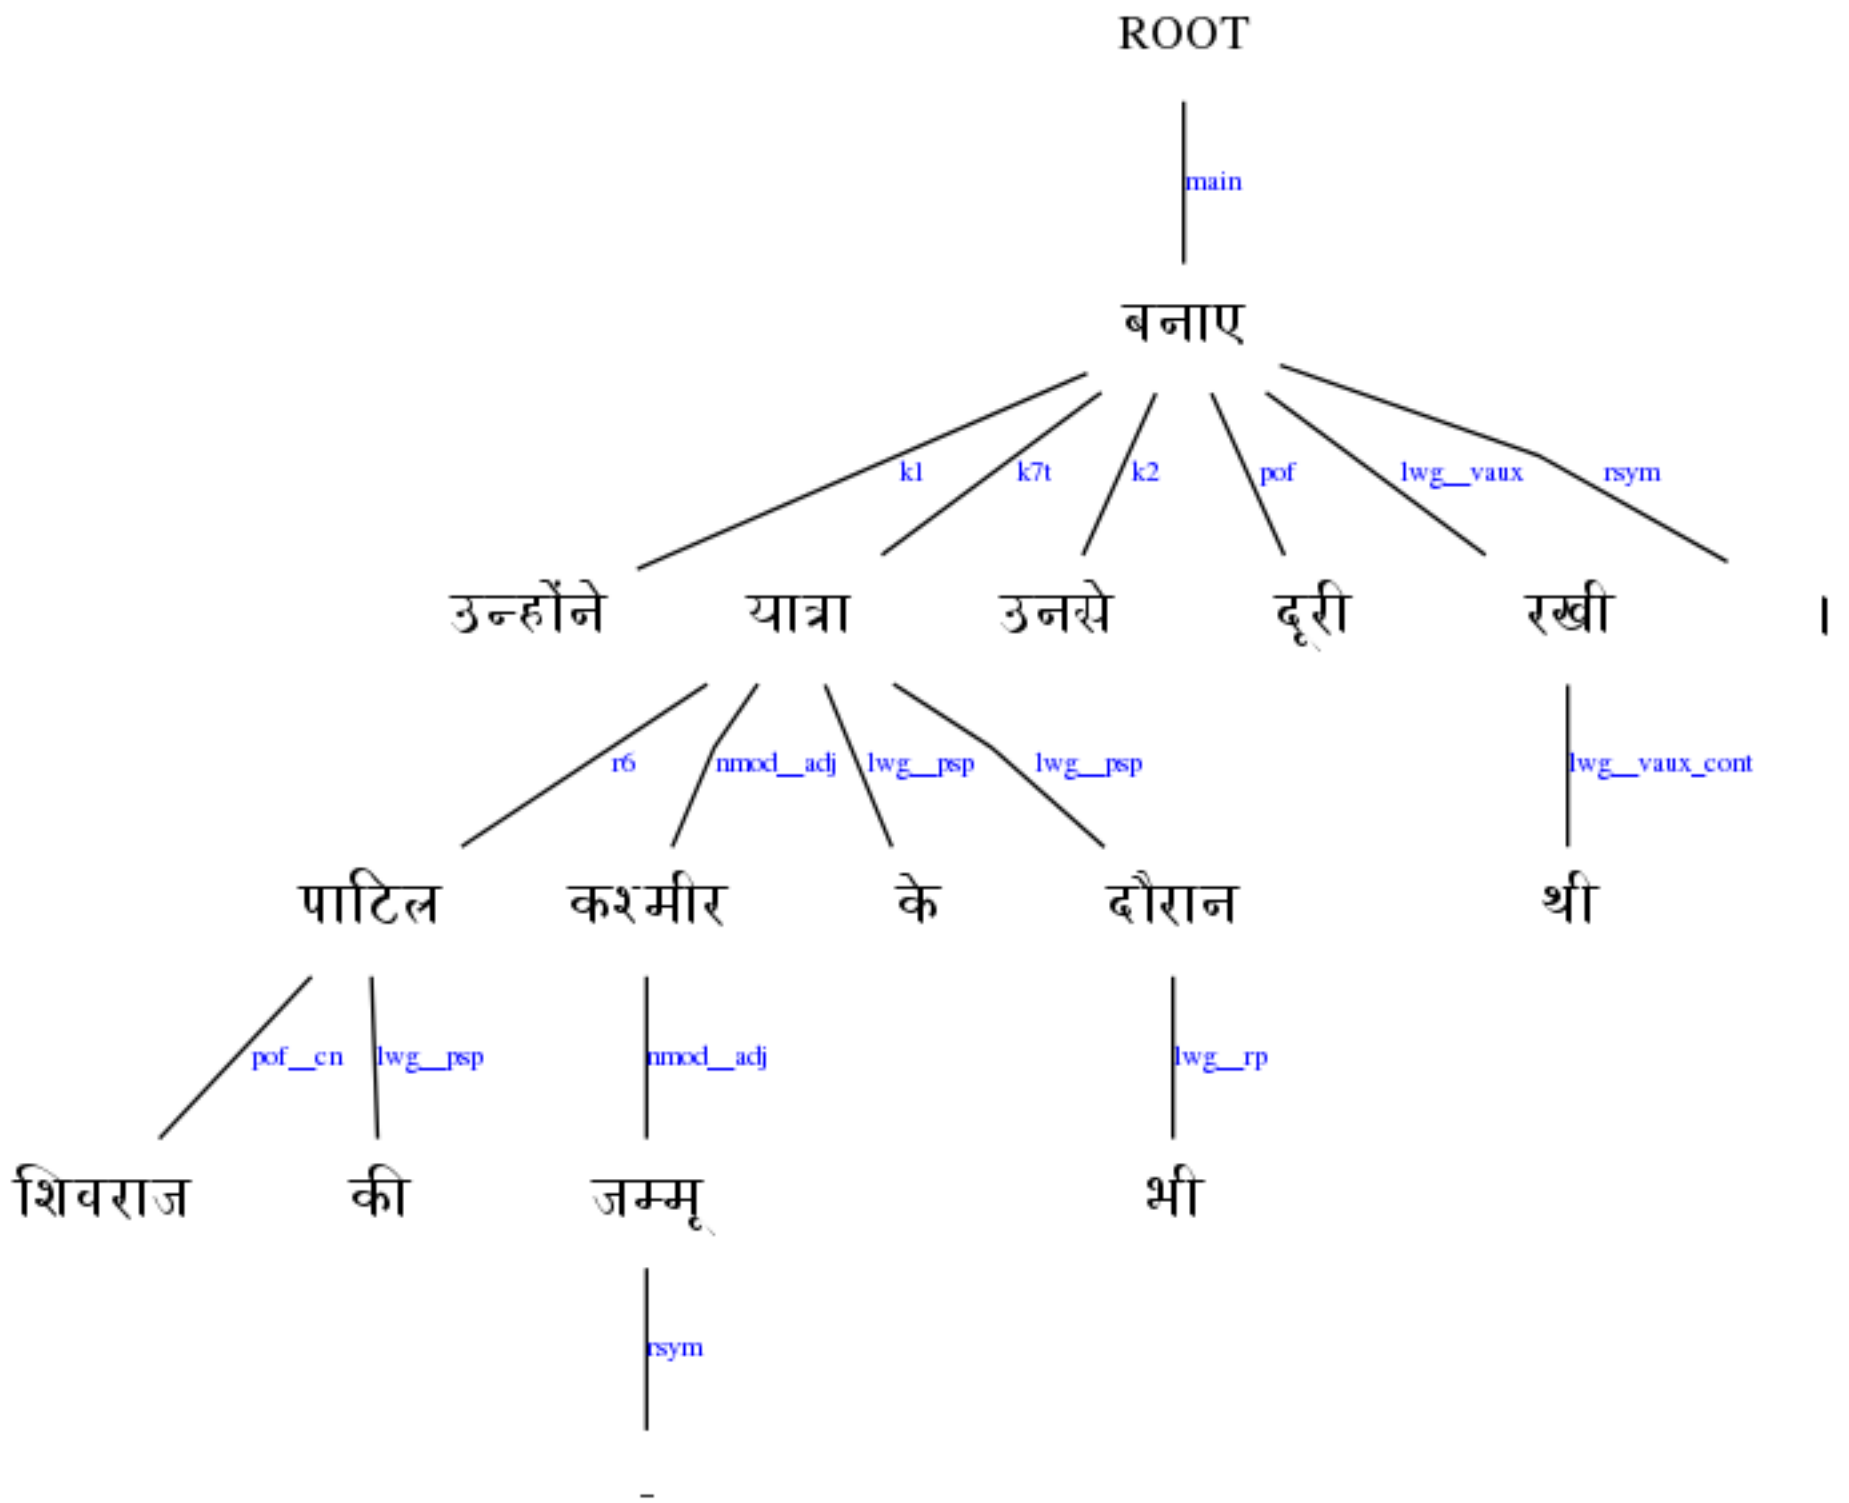 ROOT
main
बनाए
k1 k7t k2 pof lwg__vaux rsym
उन्होंने यात्रा उनसे दूरी रखी ।
r6 nmod__adj lwg__psp lwg__psp lwg__vaux_cont
पाटिल कश्मीर के दौरान थी
pof__cn lwg__psp nmod__adj lwg__rp
शिवराज की जम्मू भी
rsym
-